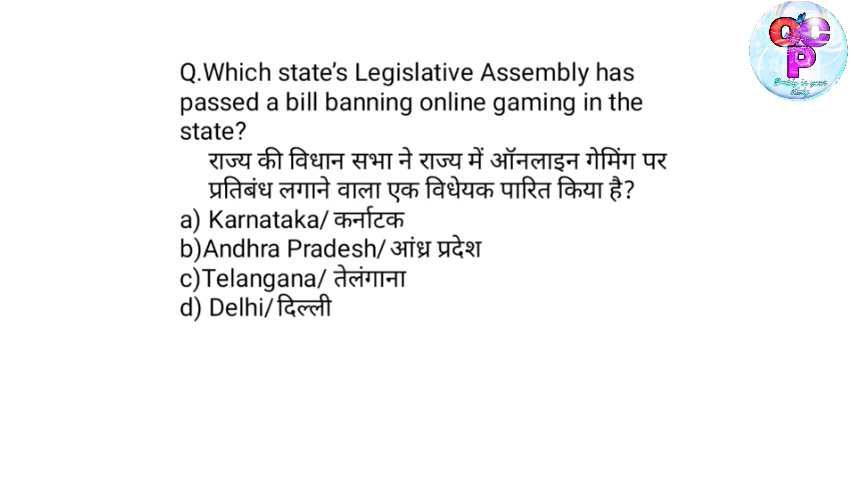 Q.Which state's Legislative Assembly has
passed a bill banning online gaming in the
state?
राज्य की विधान सभा ने राज्य में ऑनलाइन गेमिंग पर
प्रतिबंध लगाने वाला एक विधेयक पारित किया है?
a) Karnataka/ कर्नाटक
b)Andhra Pradesh/ आंध्र प्रदेश
c)Telangana/ तेलंगाना
d) Delhi/ दिल्ली
QCP